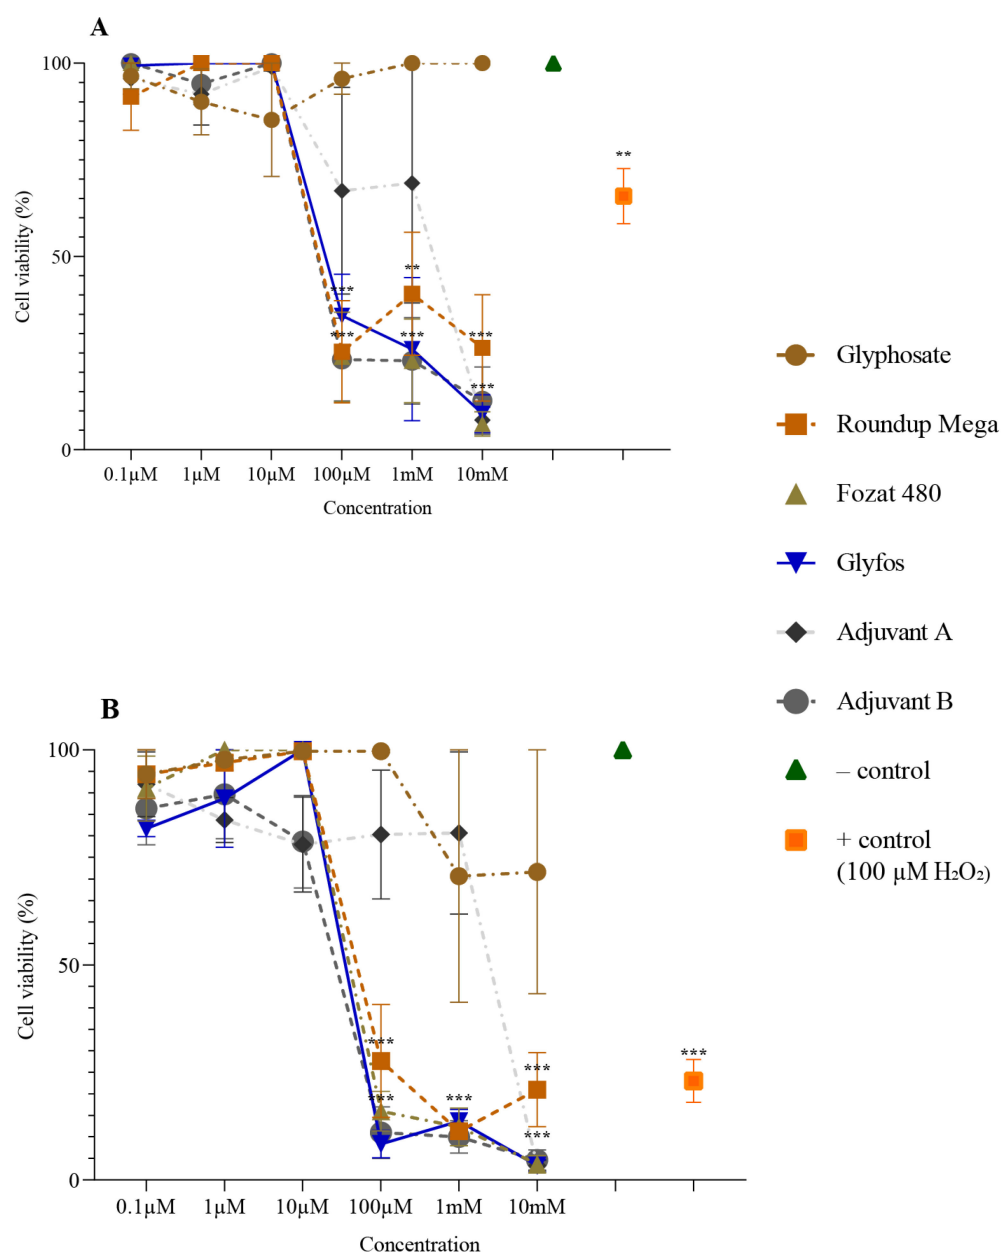 A
100
**
Cell viability (%)
50
***
**
***
***
***
***
0
0.1µM 1µM 10µM 100µM 1mM 10mM
Concentration
Glyphosate
Roundup Mega
Fozat 480
Glyfos
Adjuvant A
Adjuvant B
– control
+ control
(100 µM H₂O₂)
B
100
Cell viability (%)
50
***
***
***
***
***
***
0
0.1µM 1µM 10µM 100µM 1mM 10mM
Concentration